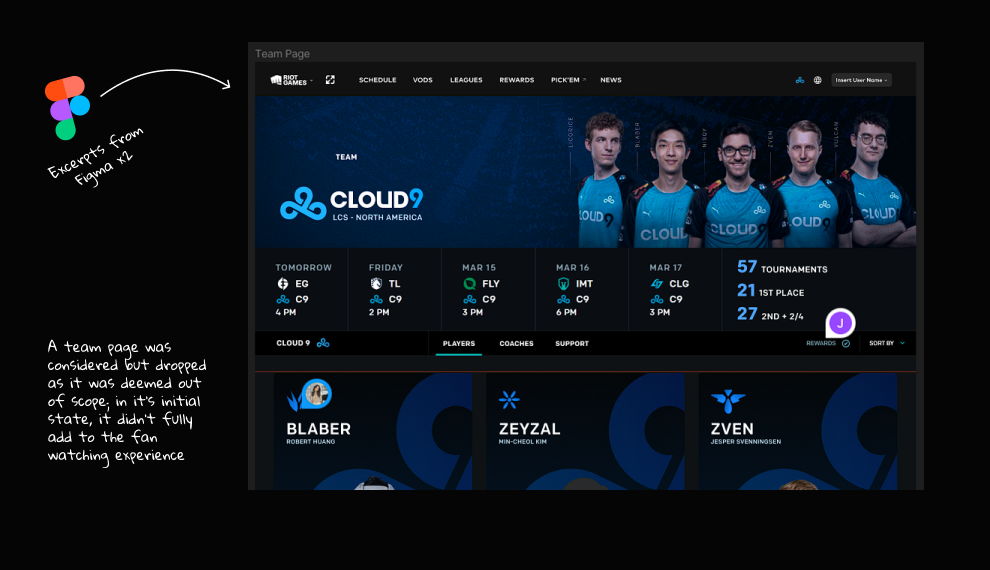 Team Page
RIOT GAMES
SCHEDULE VODS LEAGUES REWARDS PICK'EM NEWS
Insert User Name
Excerpts from
Figma x2
LICORICE
BLABER
NISQY
ZVEN
VULCAN
TEAM
CLOUD9
LCS - NORTH AMERICA
TOMORROW
EG
C9
4 PM
FRIDAY
TL
C9
2 PM
MAR 15
FLY
C9
3 PM
MAR 16
IMT
C9
6 PM
MAR 17
CLG
C9
3 PM
57 TOURNAMENTS
21 1ST PLACE
27 2ND + 2/4
J
CLOUD 9
PLAYERS COACHES SUPPORT
REWARDS
SORT BY
A team page was
considered but dropped
as it was deemed out
of scope; in it's initial
state, it didn't fully
add to the fan
watching experience
BLABER
ROBERT HUANG
ZEYZAL
MIN-CHEOL KIM
ZVEN
JESPER SVENNINGSEN